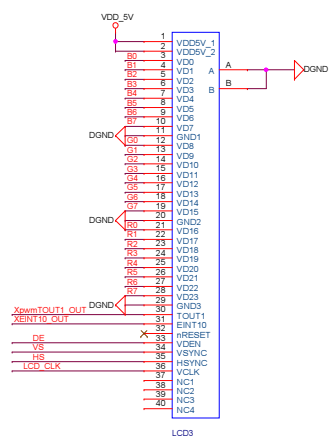 VDD_5V
1 VDD5V_1
2 VDD5V_2
B0 3 VD0
B1 4 VD1 A A DGND
B2 5 VD2
B3 6 VD3 B B
B4 7 VD4
B5 8 VD5
B6 9 VD6
B7 10 VD7
DGND 11 GND1
G0 12 VD8
G1 13 VD9
G2 14 VD10
G3 15 VD11
G4 16 VD12
G5 17 VD13
G6 18 VD14
G7 19 VD15
DGND 20 GND2
R0 21 VD16
R1 22 VD17
R2 23 VD18
R3 24 VD19
R4 25 VD20
R5 26 VD21
R6 27 VD22
R7 28 VD23
DGND 29 GND3
XpwmTOUT1_OUT 30 TOUT1
XEINT10_OUT 31 EINT10
32 nRESET
DE 33 VDEN
VS 34 VSYNC
HS 35 HSYNC
LCD_CLK 36 VCLK
37 NC1
38 NC2
39 NC3
40 NC4
LCD3